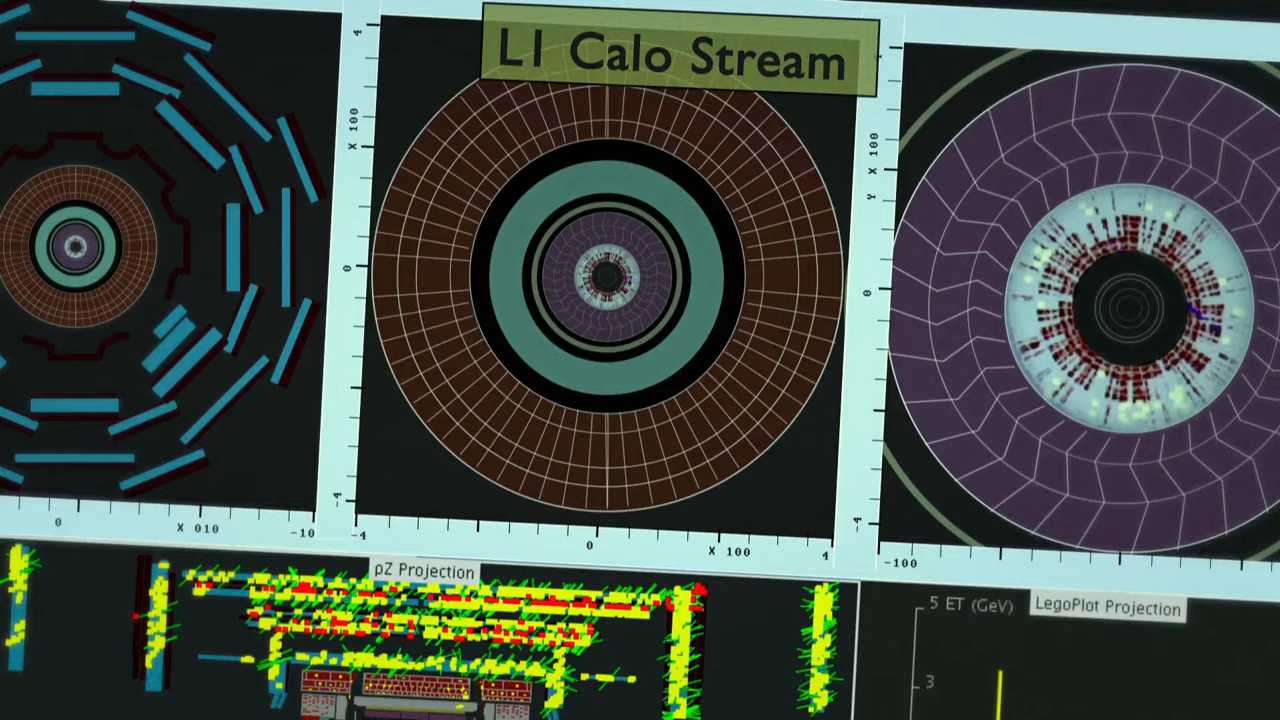 L1 Calo Stream
4
X 100
0
-4
0
X 010
-10
-4
0
X 100
4
Y X 100
0
-4
-100
pZ Projection
5 ET (GeV)
LegoPlot Projection
3